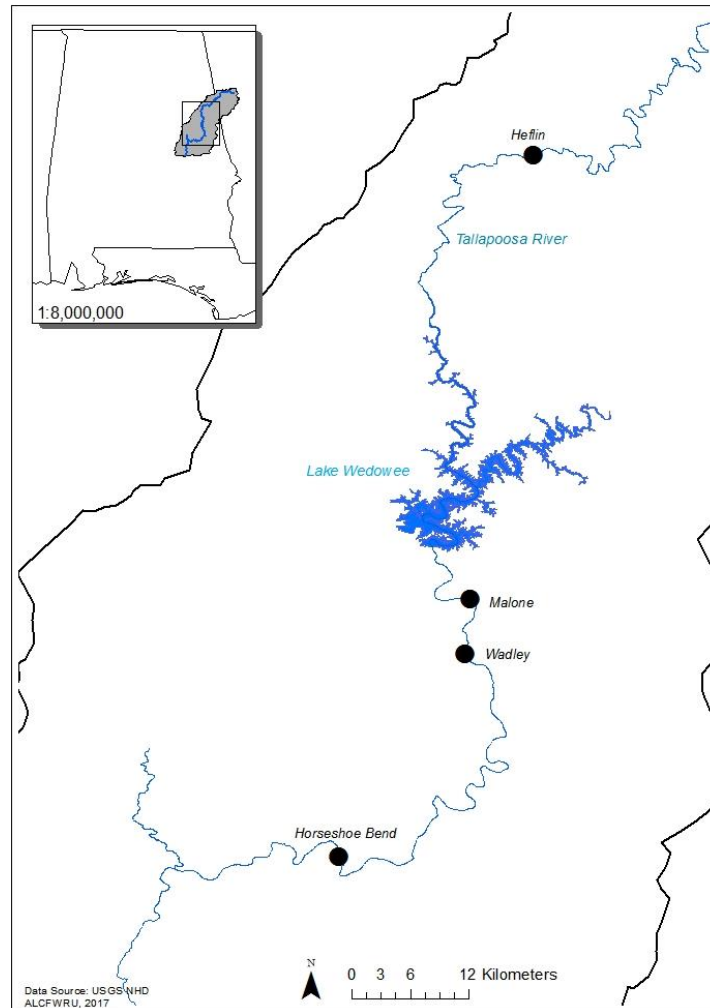 1:8,000,000
Heflin
Tallapoosa River
Lake Wedowee
Malone
Wadley
Horseshoe Bend
N
0 3 6 12 Kilometers
Data Source: USGS NHD
ALCFWRU, 2017